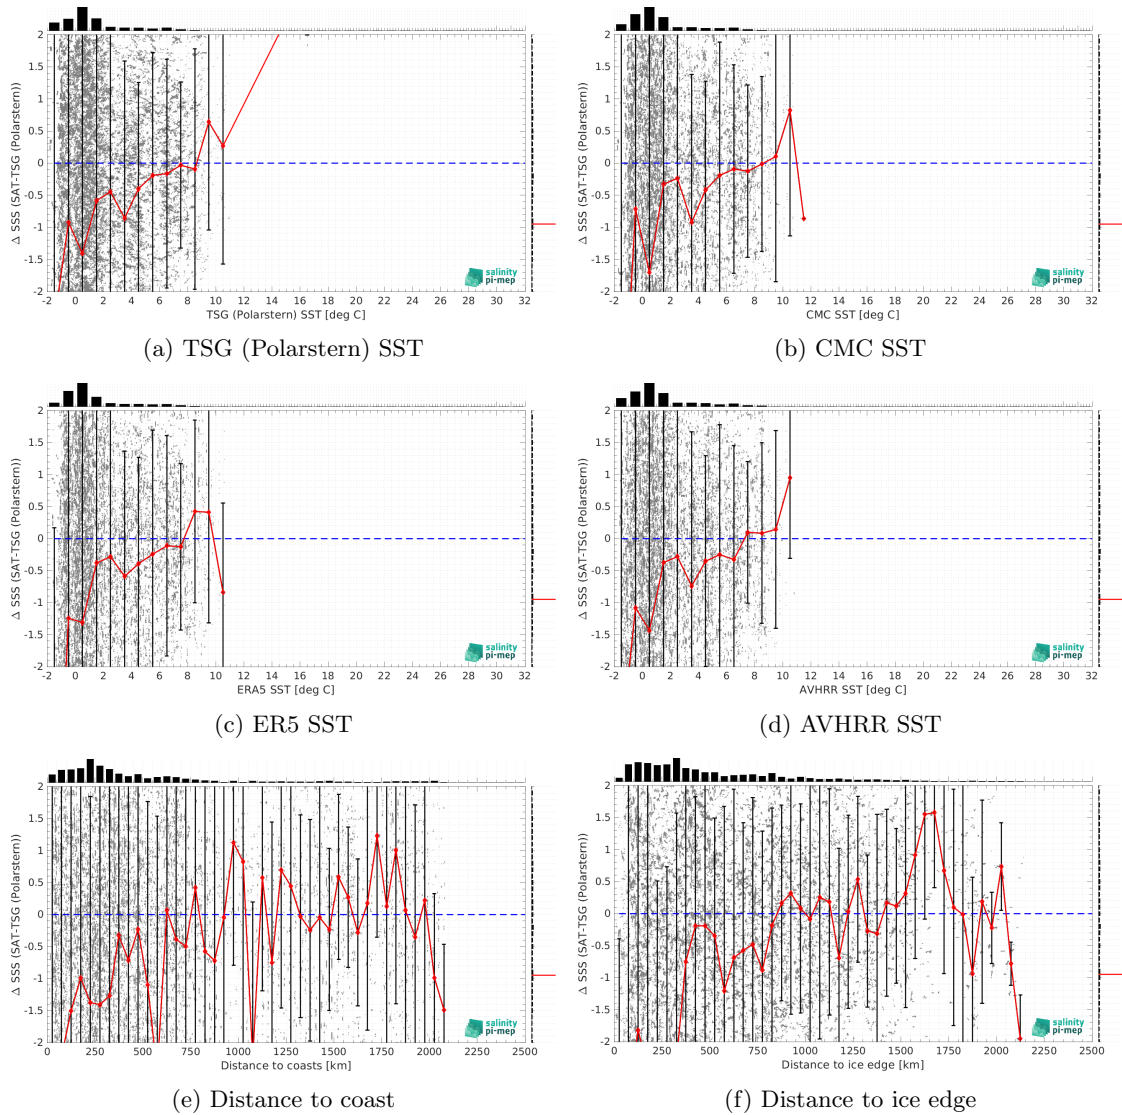 2
1.5
1
0.5
0
-0.5
-1
-1.5
-2
Δ SSS (SAT-TSG (Polarstern))
-2 0 2 4 6 8 10 12 14 16 18 20 22 24 26 28 30 32
TSG (Polarstern) SST [deg C]
salinity
pi-mep
(a) TSG (Polarstern) SST
2
1.5
1
0.5
0
-0.5
-1
-1.5
-2
Δ SSS (SAT-TSG (Polarstern))
-2 0 2 4 6 8 10 12 14 16 18 20 22 24 26 28 30 32
CMC SST [deg C]
salinity
pi-mep
(b) CMC SST
2
1.5
1
0.5
0
-0.5
-1
-1.5
-2
Δ SSS (SAT-TSG (Polarstern))
-2 0 2 4 6 8 10 12 14 16 18 20 22 24 26 28 30 32
ERA5 SST [deg C]
salinity
pi-mep
(c) ER5 SST
2
1.5
1
0.5
0
-0.5
-1
-1.5
-2
Δ SSS (SAT-TSG (Polarstern))
-2 0 2 4 6 8 10 12 14 16 18 20 22 24 26 28 30 32
AVHRR SST [deg C]
salinity
pi-mep
(d) AVHRR SST
2
1.5
1
0.5
0
-0.5
-1
-1.5
-2
Δ SSS (SAT-TSG (Polarstern))
0 250 500 750 1000 1250 1500 1750 2000 2250 2500
Distance to coasts [km]
salinity
pi-mep
(e) Distance to coast
2
1.5
1
0.5
0
-0.5
-1
-1.5
-2
Δ SSS (SAT-TSG (Polarstern))
0 250 500 750 1000 1250 1500 1750 2000 2250 2500
Distance to ice edge [km]
salinity
pi-mep
(f) Distance to ice edge